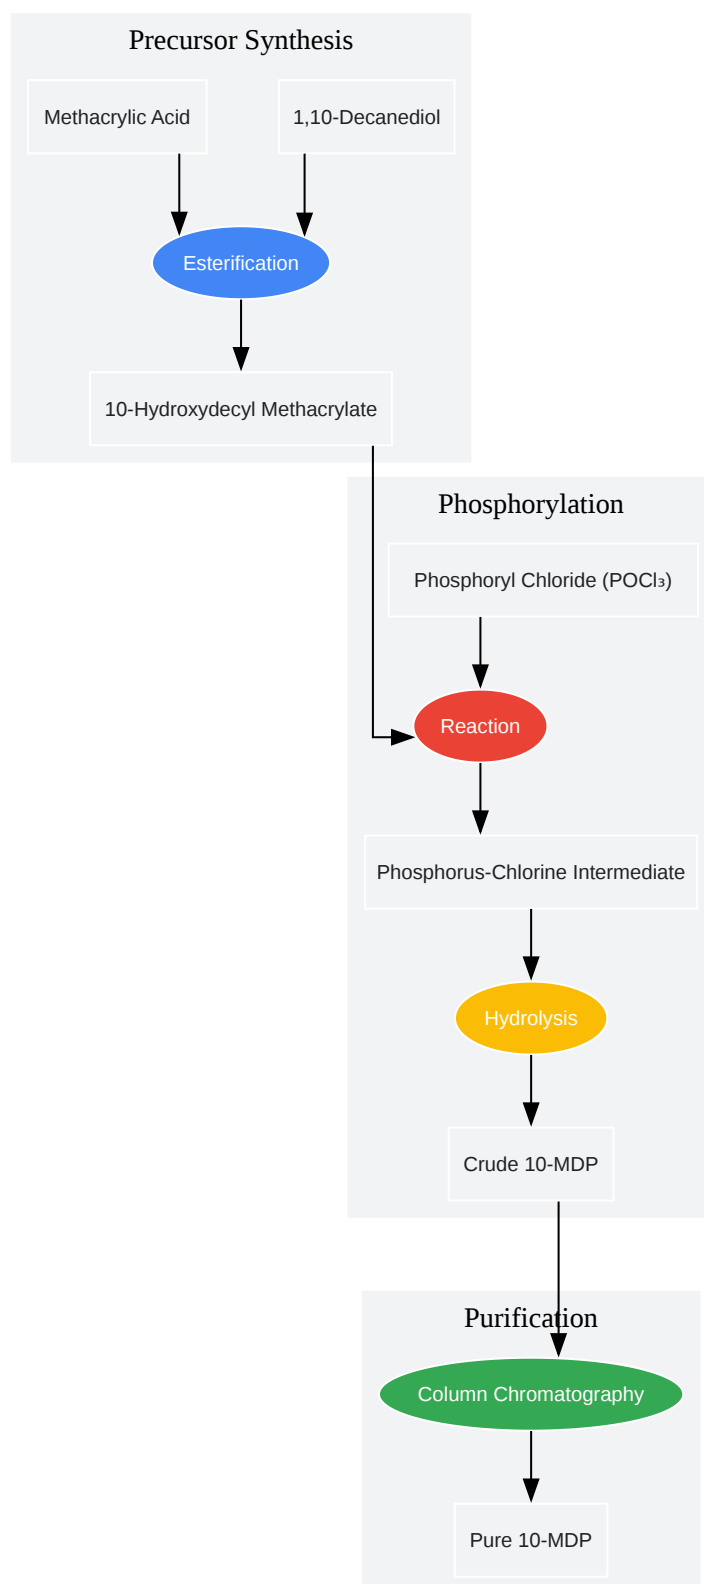 Precursor Synthesis
Methacrylic Acid
1,10-Decanediol
Esterification
10-Hydroxydecyl Methacrylate
Phosphorylation
Phosphoryl Chloride (POCl₃)
Reaction
Phosphorus-Chlorine Intermediate
Hydrolysis
Crude 10-MDP
Purification
Column Chromatography
Pure 10-MDP